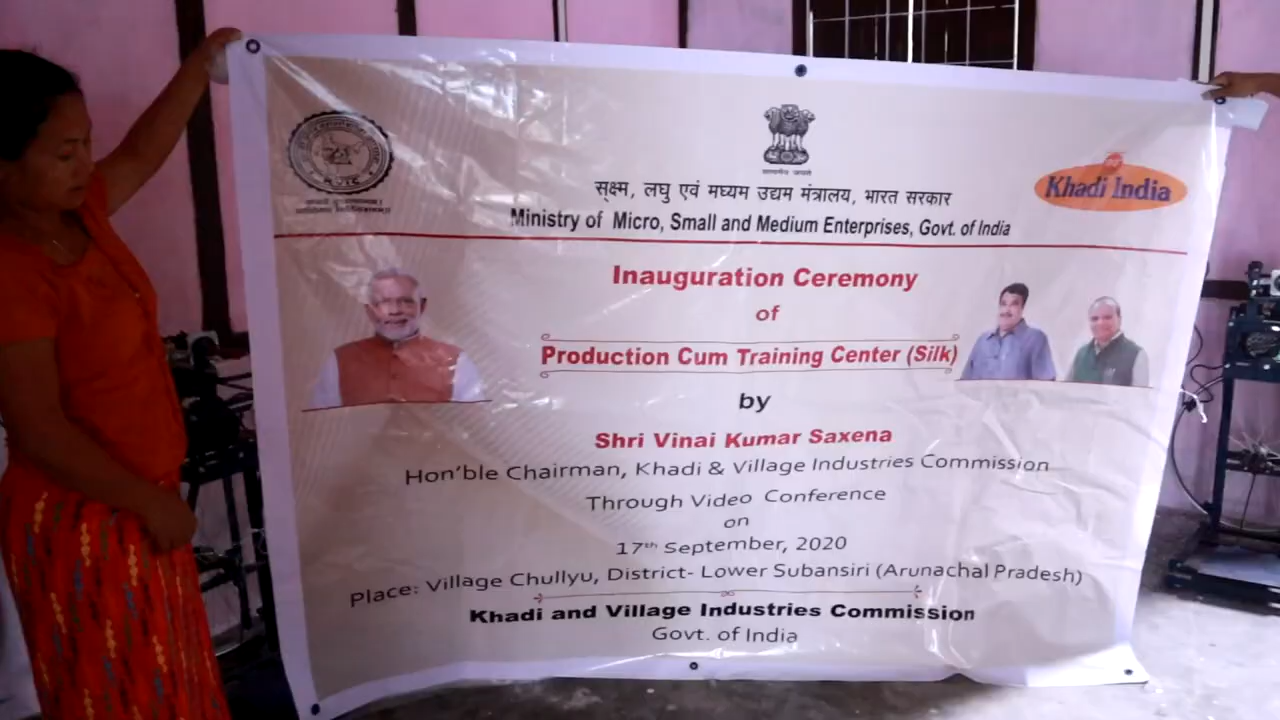 सूक्ष्म, लघु एवं मध्यम उद्यम मंत्रालय, भारत सरकार
Ministry of Micro, Small and Medium Enterprises, Govt. of India
Khadi India
Inauguration Ceremony
of
Production Cum Training Center (Silk)
by
Shri Vinai Kumar Saxena
Hon'ble Chairman, Khadi & Village Industries Commission
Through Video Conference
on
17th September, 2020
Place: Village Chullyu, District- Lower Subansiri (Arunachal Pradesh)
Khadi and Village Industries Commission
Govt. of India